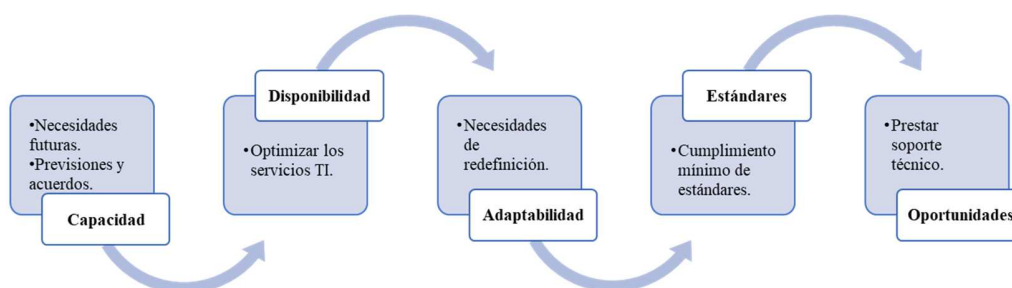 •Necesidades
futuras.
•Previsiones y
acuerdos.
Capacidad
Disponibilidad
•Optimizar los
servicios TI.
•Necesidades
de
redefinición.
Adaptabilidad
Estándares
•Cumplimiento
mínimo de
estándares.
•Prestar
soporte
técnico.
Oportunidades